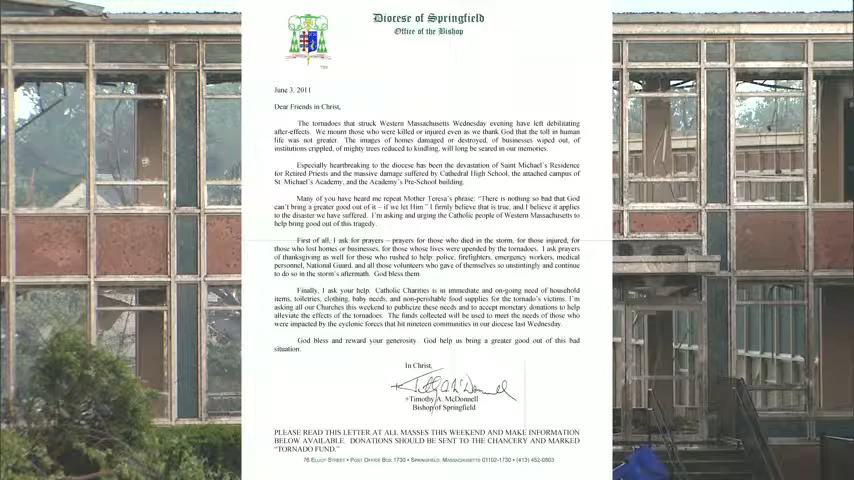 Diocese of Springfield
Office of the Bishop
June 3, 2011
Dear Friends in Christ,
The tornadoes that struck Western Massachusetts Wednesday evening have left debilitating
after-effects. We mourn those who were killed or injured even as we thank God that the toll in human
life was not greater. The images of homes damaged or destroyed, of businesses wiped out, of
institutions crippled, of mighty trees reduced to kindling, will long be seared in our memories.
Especially heartbreaking to the diocese has been the devastation of Saint Michael's Residence
for Retired Priests and the massive damage suffered by Cathedral High School, the attached campus of
St. Michael's Academy, and the Academy's Pre-School building.
Many of you have heard me repeat Mother Teresa's phrase: "There is nothing so bad that God
can't bring a greater good out of it – if we let Him." I firmly believe that is true, and I believe it applies
to the disaster we have suffered. I'm asking and urging the Catholic people of Western Massachusetts to
help bring good out of this tragedy.
First of all, I ask for prayers – prayers for those who died in the storm, for those injured, for
those who lost homes or businesses, for those whose lives were upended by the tornadoes. I ask prayers
of thanksgiving as well for those who rushed to help: police, firefighters, emergency workers, medical
personnel, National Guard, and all those volunteers who gave of themselves so unstintingly and continue
to do so in the storm's aftermath. God bless them.
Finally, I ask your help. Catholic Charities is in immediate and on-going need of household
items, toiletries, clothing, baby needs, and non-perishable food supplies for the tornado's victims. I'm
asking all our Churches this weekend to publicize these needs and to accept monetary donations to help
alleviate the effects of the tornadoes. The funds collected will be used to meet the needs of those who
were impacted by the cyclonic forces that hit nineteen communities in our diocese last Wednesday.
God bless and reward your generosity. God help us bring a greater good out of this bad
situation.
In Christ,
+Timothy A. McDonnell
+Timothy A. McDonnell
Bishop of Springfield
PLEASE READ THIS LETTER AT ALL MASSES THIS WEEKEND AND MAKE INFORMATION
BELOW AVAILABLE. DONATIONS SHOULD BE SENT TO THE CHANCERY AND MARKED
"TORNADO FUND."
76 Elliot Street • Post Office Box 1730 • Springfield, Massachusetts 01102-1730 • (413) 452-0803